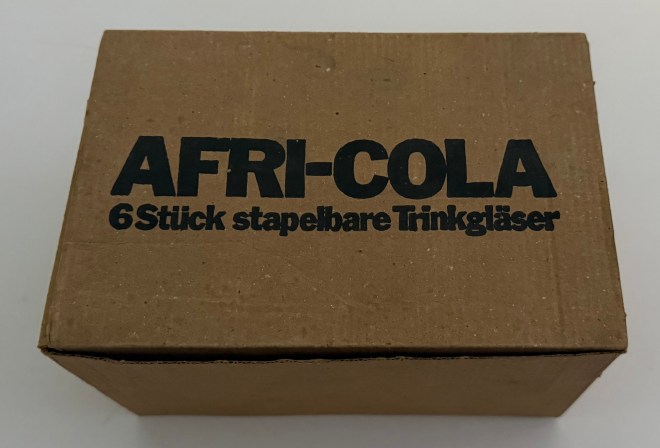 AFRI-COLA
6 Stück stapelbare Trinkgläser